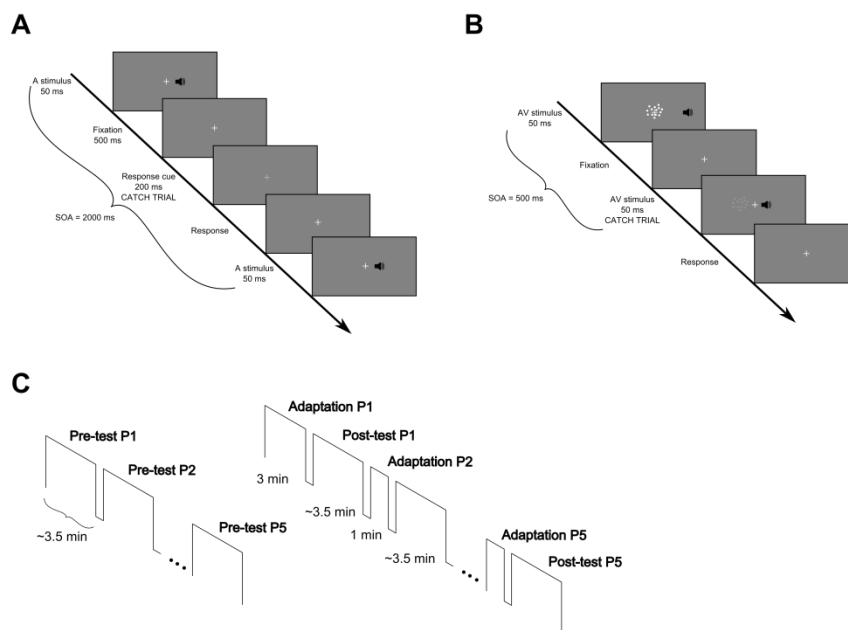 A
A stimulus
50 ms
Fixation
500 ms
Response cue
200 ms
CATCH TRIAL
SOA = 2000 ms
Response
A stimulus
50 ms
B
AV stimulus
50 ms
Fixation
SOA = 500 ms
AV stimulus
50 ms
CATCH TRIAL
Response
C
Pre-test P1
Pre-test P2
Pre-test P5
~3.5 min
Adaptation P1
Post-test P1
Adaptation P2
3 min
~3.5 min
1 min
~3.5 min
Adaptation P5
Post-test P5